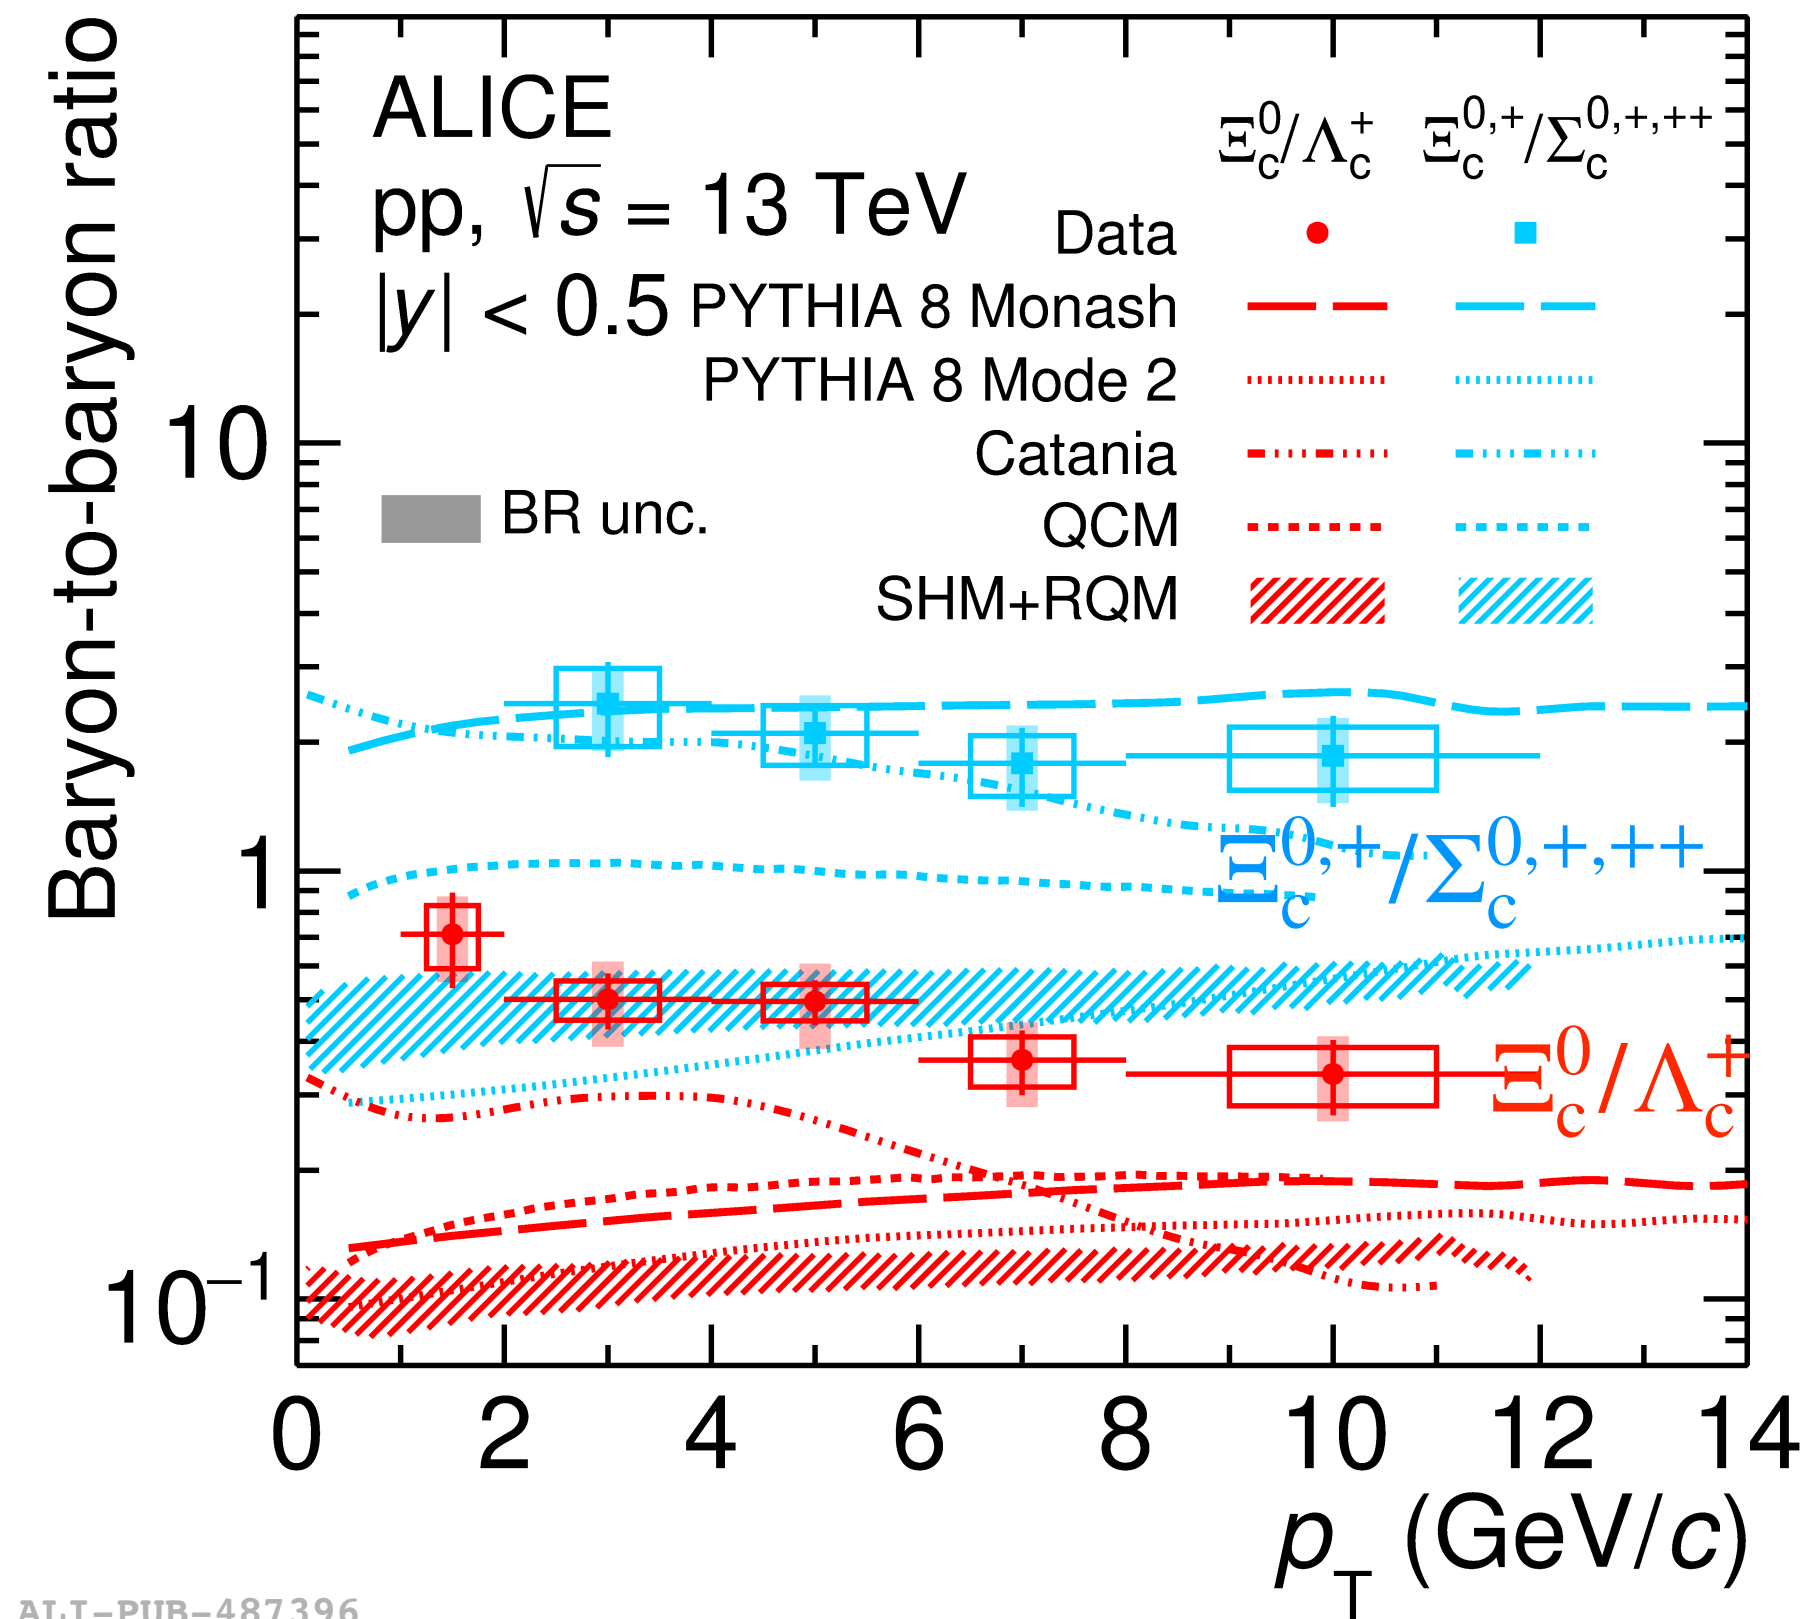 Baryon-to-baryon ratio
ALICE
pp, √s = 13 TeV
|y| < 0.5
BR unc.
Ξc0/Λc+ Ξc0,+/Σc0,+,++
Data
PYTHIA 8 Monash
PYTHIA 8 Mode 2
Catania
QCM
SHM+RQM
10
1
10−1
Ξc0,+/Σc0,+,++
Ξc0/Λc+
0 2 4 6 8 10 12 14
pT (GeV/c)
ALI-PUB-487396